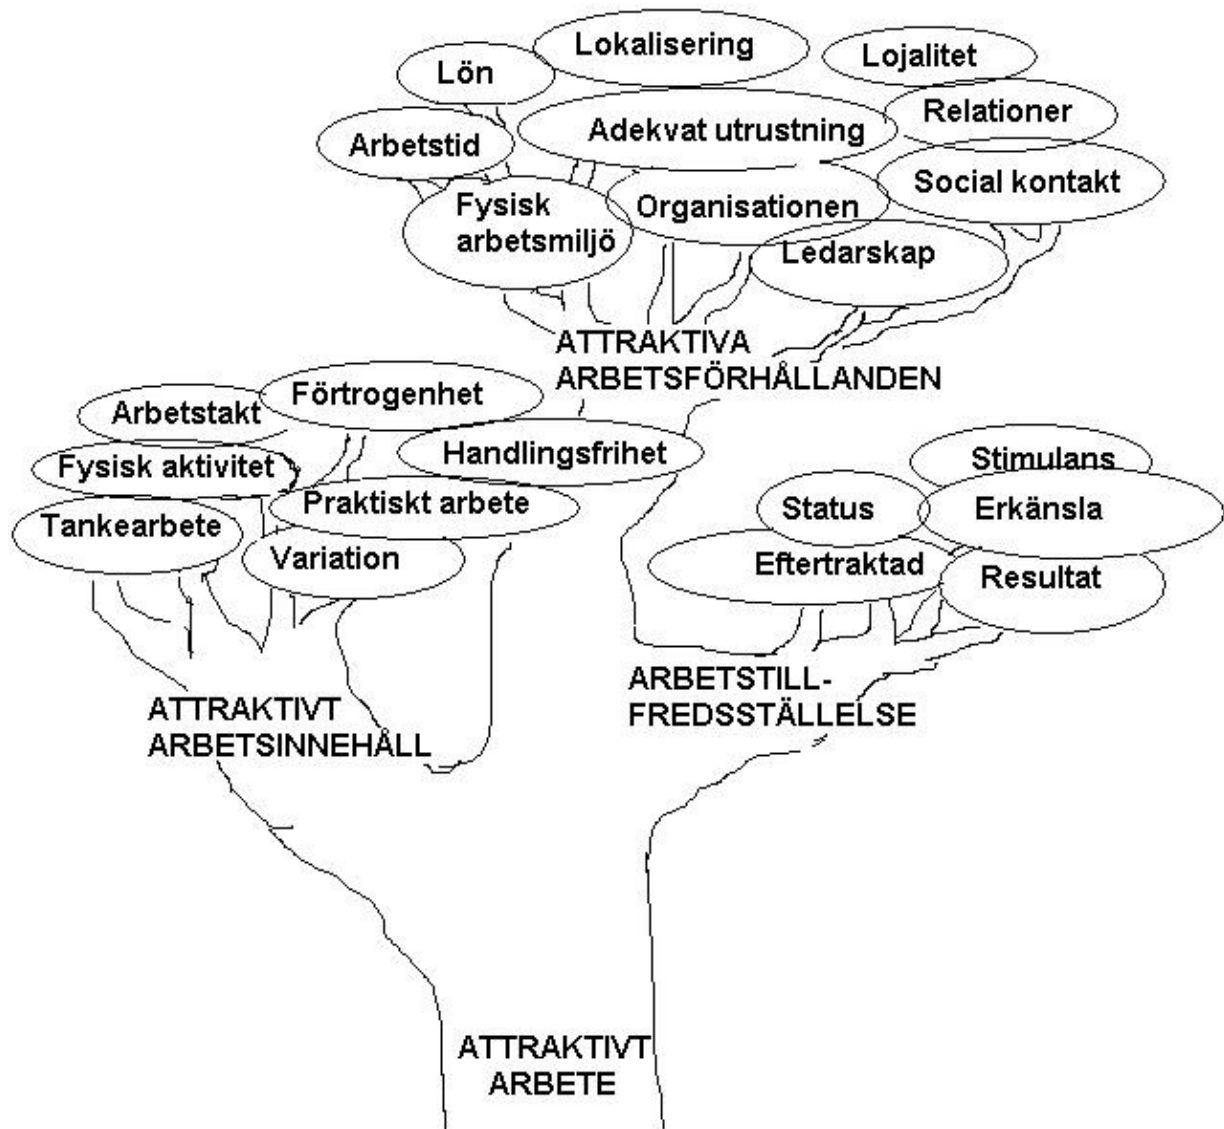 Lokalisering
Lojalitet
Lön
Relationer
Adekvat utrustning
Arbetstid
Social kontakt
Fysisk
arbetsmiljö
Organisationen
Ledarskap
ATTRAKTIVA
ARBETSFÖRHÅLLANDEN
Förtrogenhet
Arbetstakt
Handlingsfrihet
Fysisk aktivitet
Praktiskt arbete
Tankearbete
Variation
Stimulans
Status
Erkänsla
Eftertraktad
Resultat
ATTRAKTIVT
ARBETSINNEHÅLL
ARBETSTILL-
FREDSSTÄLLELSE
ATTRAKTIVT
ARBETE